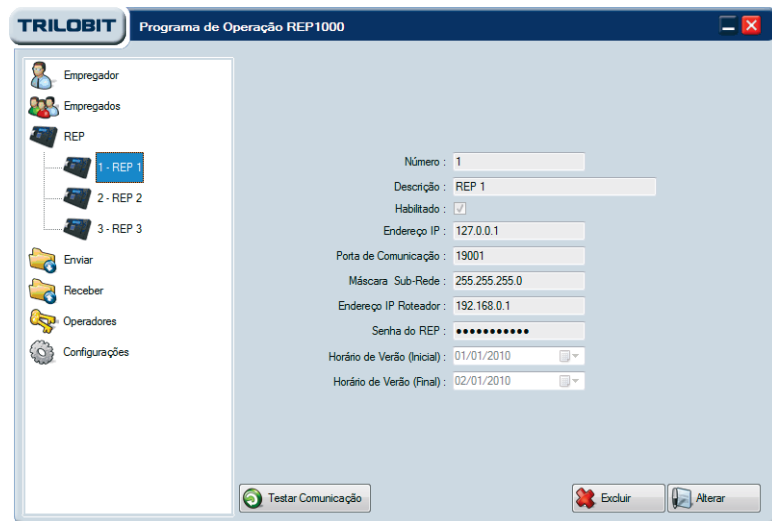 TRILOBIT
Programa de Operação REP1000
Empregador
Empregados
REP
1 - REP 1
2 - REP 2
3 - REP 3
Enviar
Receber
Operadores
Configurações
Número : 1
Descrição : REP 1
Habilitado :
Endereço IP : 127.0.0.1
Porta de Comunicação : 19001
Máscara Sub-Rede : 255.255.255.0
Endereço IP Roteador : 192.168.0.1
Senha do REP : •••••••••••
Horário de Verão (Inicial) : 01/01/2010
Horário de Verão (Final) : 02/01/2010
Testar Comunicação
Excluir
Alterar